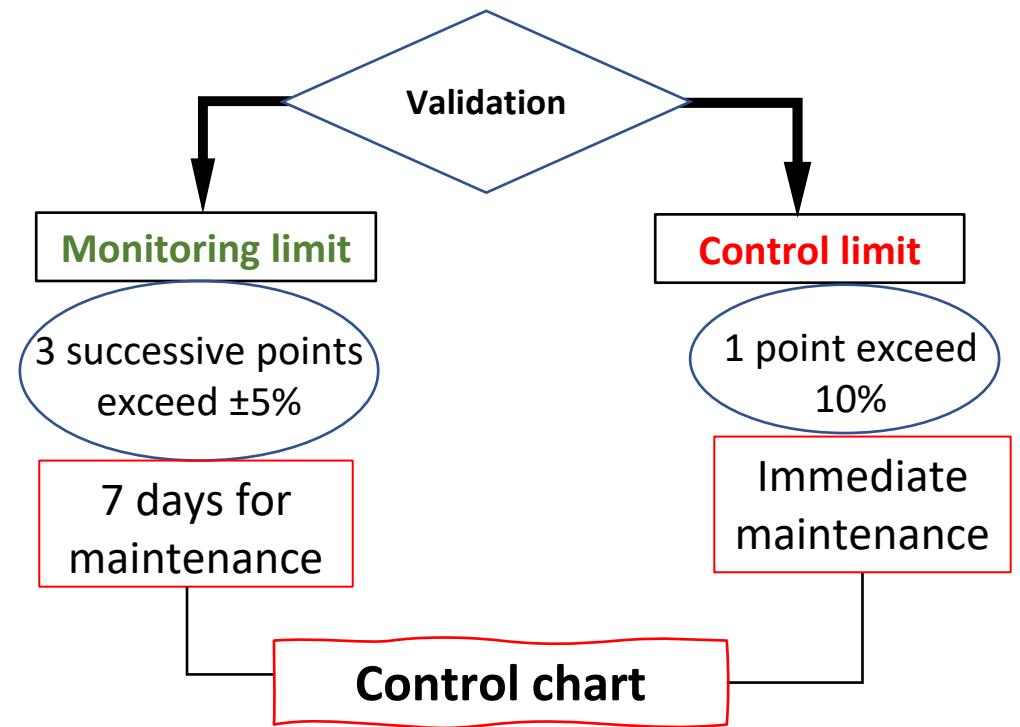 Validation
Monitoring limit
3 successive points
exceed ±5%
7 days for
maintenance
Control limit
1 point exceed
10%
Immediate
maintenance
Control chart